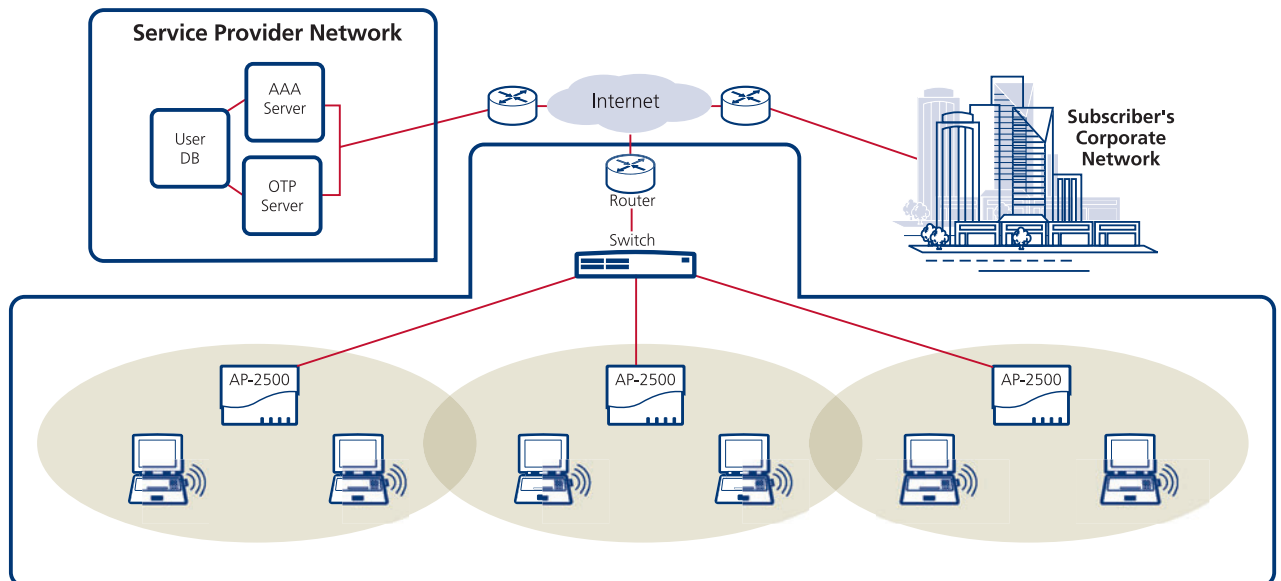 Service Provider Network
AAA
Server
User
DB
OTP
Server
Internet
Subscriber's
Corporate
Network
Router
Switch
AP-2500
AP-2500
AP-2500